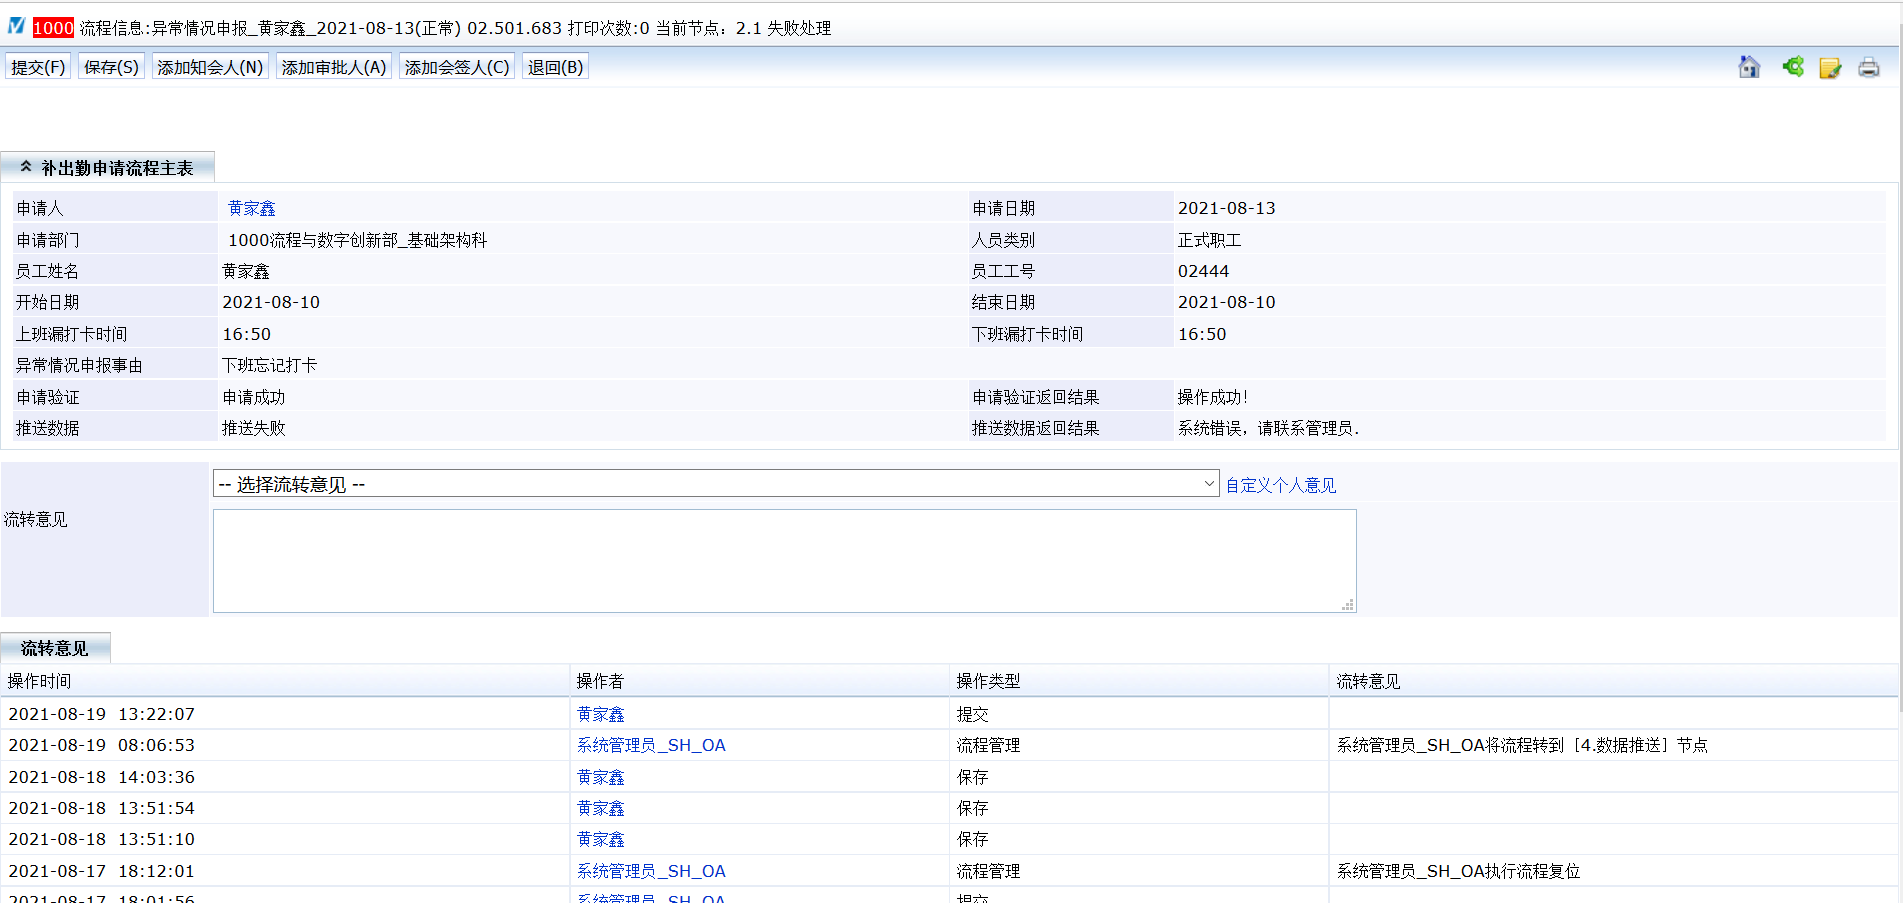 1000 流程信息:异常情况申报_黄家鑫_2021-08-13(正常) 02.501.683 打印次数:0 当前节点：2.1 失败处理
提交(F) 保存(S) 添加知会人(N) 添加审批人(A) 添加会签人(C) 退回(B)
补出勤申请流程主表
申请人 黄家鑫 申请日期 2021-08-13
申请部门 1000流程与数字创新部_基础架构科 人员类别 正式职工
员工姓名 黄家鑫 员工工号 02444
开始日期 2021-08-10 结束日期 2021-08-10
上班漏打卡时间 16:50 下班漏打卡时间 16:50
异常情况申报事由 下班忘记打卡
申请验证 申请成功 申请验证返回结果 操作成功!
推送数据 推送失败 推送数据返回结果 系统错误，请联系管理员.
-- 选择流转意见 -- 自定义个人意见
流转意见
流转意见
操作时间 操作者 操作类型 流转意见
2021-08-19 13:22:07 黄家鑫 提交
2021-08-19 08:06:53 系统管理员_SH_OA 流程管理 系统管理员_SH_OA将流程转到［4.数据推送］节点
2021-08-18 14:03:36 黄家鑫 保存
2021-08-18 13:51:54 黄家鑫 保存
2021-08-18 13:51:10 黄家鑫 保存
2021-08-17 18:12:01 系统管理员_SH_OA 流程管理 系统管理员_SH_OA执行流程复位
2021-08-17 18:01:56 系统管理员_SH_OA 提交